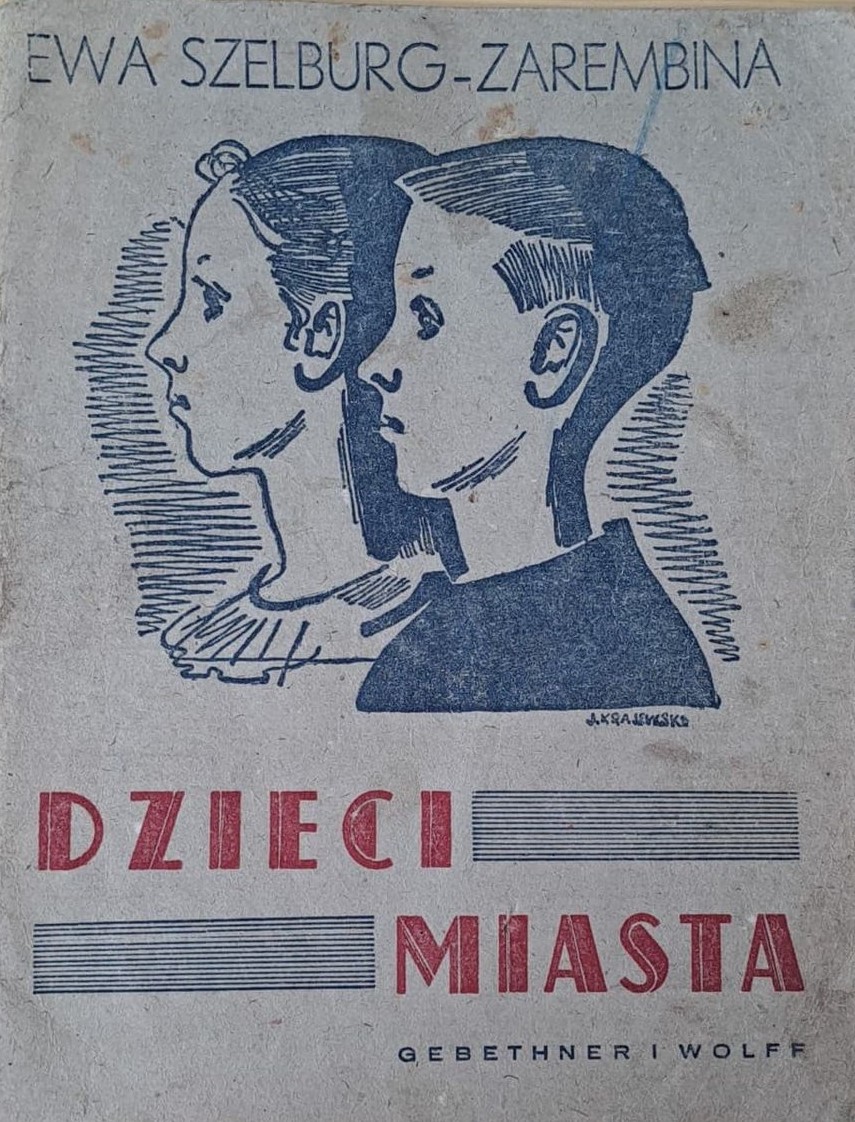 EWA SZELBURG-ZAREMBINA
J. KRAJEWSKI
DZIECI
MIASTA
GEBETHNER I WOLFF